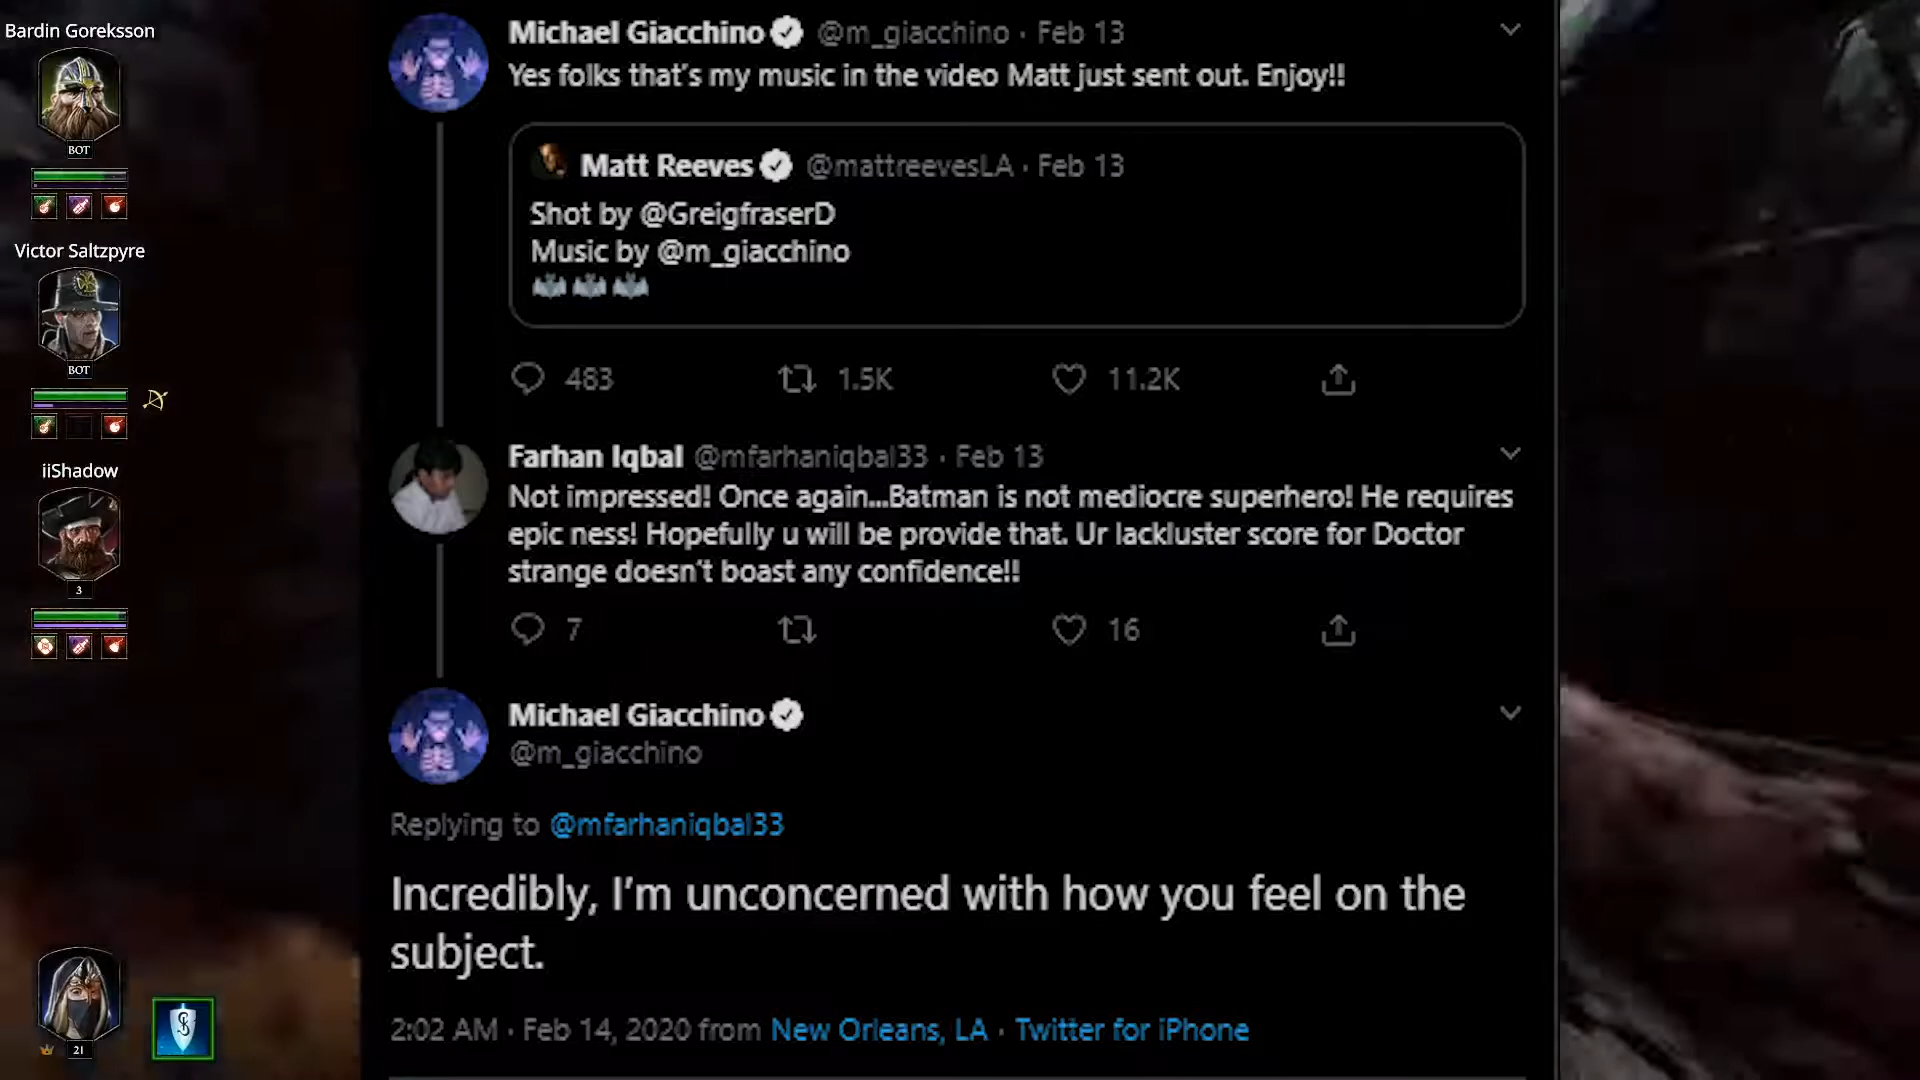 Bardin Goreksson
BOT
Victor Saltzpyre
BOT
iiShadow
3
21
Michael Giacchino @m_giacchino · Feb 13
Yes folks that's my music in the video Matt just sent out. Enjoy!!
Matt Reeves @mattreevesLA · Feb 13
Shot by @GreigfraserD
Music by @m_giacchino
🦇🦇🦇
483 1.5K 11.2K
Farhan Iqbal @mfarhaniqbal33 · Feb 13
Not impressed! Once again...Batman is not mediocre superhero! He requires
epic ness! Hopefully u will be provide that. Ur lackluster score for Doctor
strange doesn't boast any confidence!!
7 16
Michael Giacchino
@m_giacchino
Replying to @mfarhaniqbal33
Incredibly, I'm unconcerned with how you feel on the
subject.
2:02 AM · Feb 14, 2020 from New Orleans, LA · Twitter for iPhone